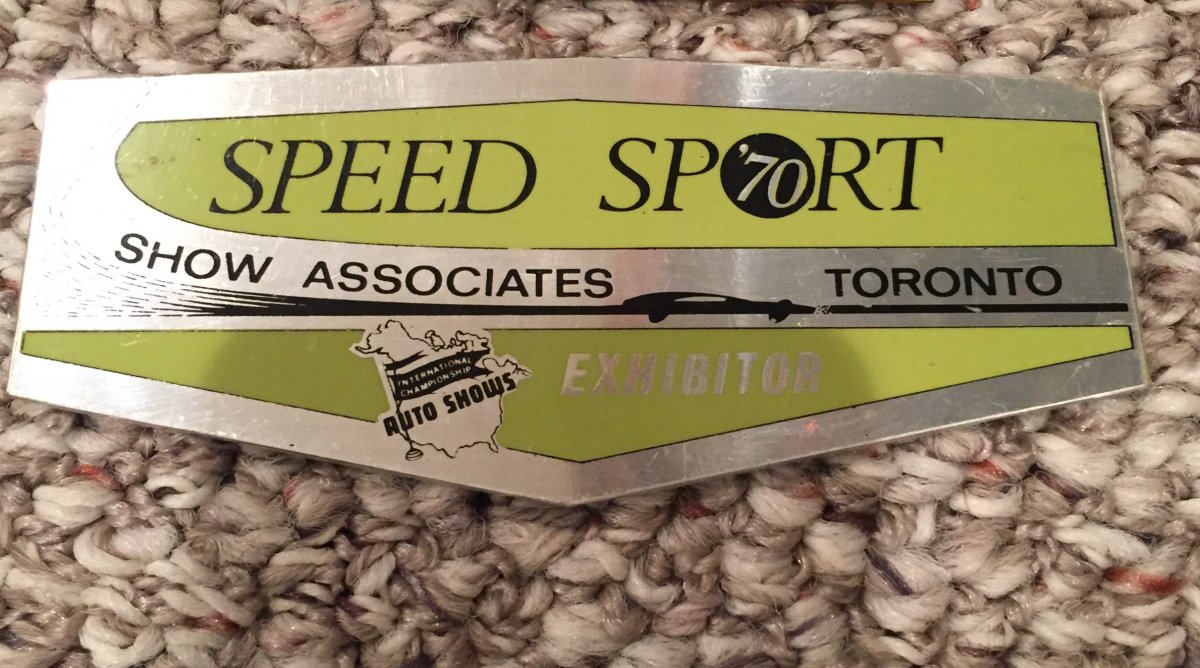 SPEED SPORT
'70
SHOW ASSOCIATES TORONTO
INTERNATIONAL
CHAMPIONSHIP
AUTO SHOWS
EXHIBITOR